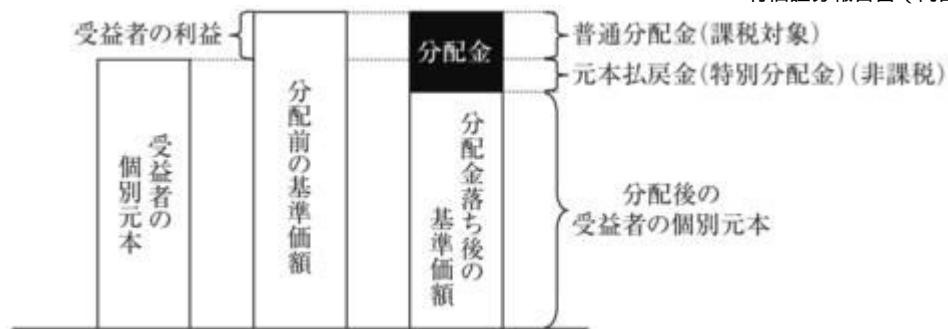 受益者の利益
分配金
普通分配金(課税対象)
元本払戻金(特別分配金)(非課税)
受益者の
個別元本
分配前の基準価額
分配金落ち後の
基準価額
分配後の
受益者の個別元本